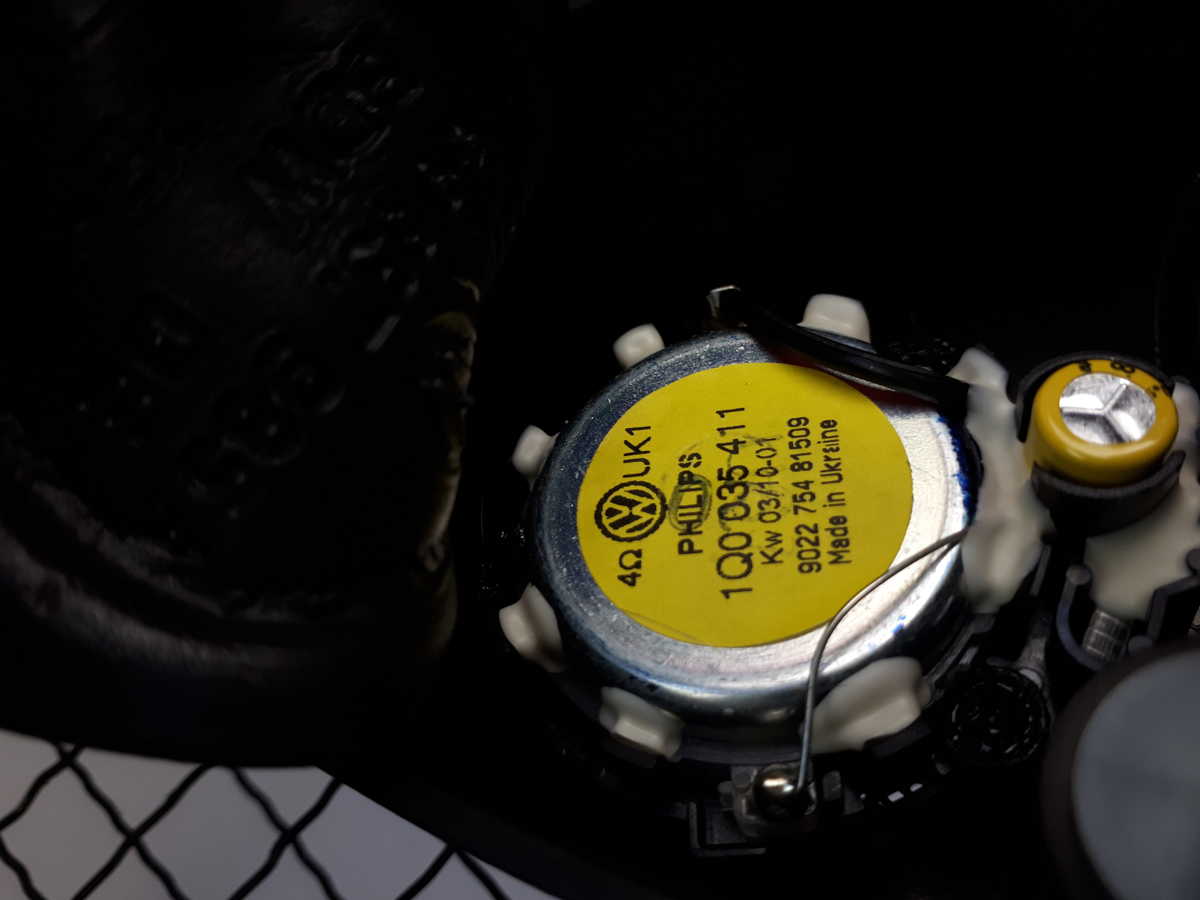 4Ω UK1
PHILIPS
1Q0 035 411
Kw 03/10-01
9022 754 81509
Made in Ukraine